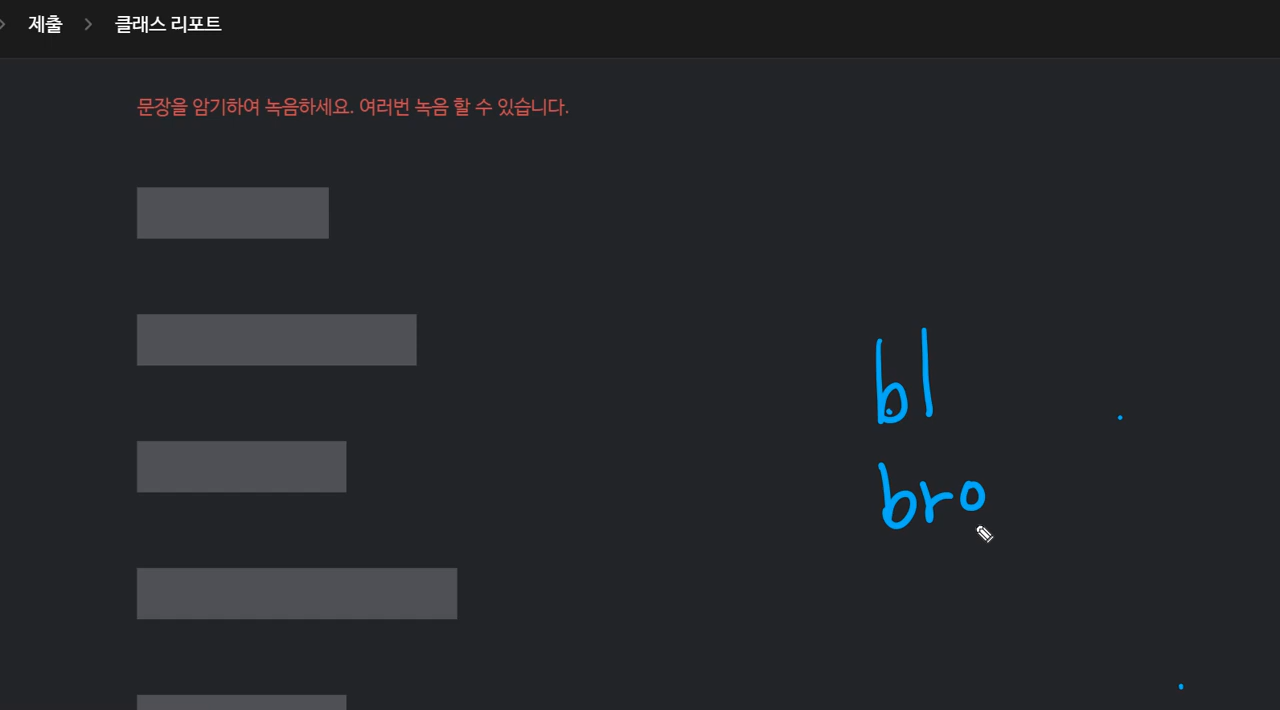 제출 > 클래스 리포트
문장을 암기하여 녹음하세요. 여러번 녹음 할 수 있습니다.
bl
bro